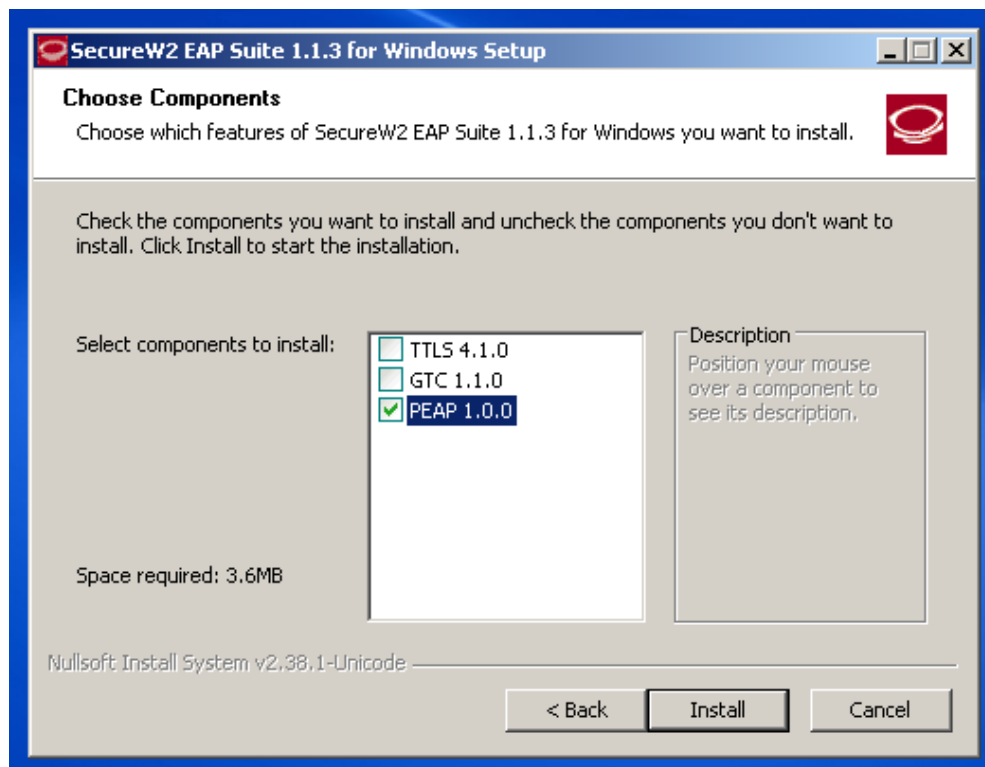 SecureW2 EAP Suite 1.1.3 for Windows Setup
Choose Components
Choose which features of SecureW2 EAP Suite 1.1.3 for Windows you want to install.
Check the components you want to install and uncheck the components you don't want to
install. Click Install to start the installation.
Select components to install:
TTLS 4.1.0
GTC 1.1.0
PEAP 1.0.0
Description
Position your mouse
over a component to
see its description.
Space required: 3.6MB
Nullsoft Install System v2.38.1-Unicode
< Back
Install
Cancel